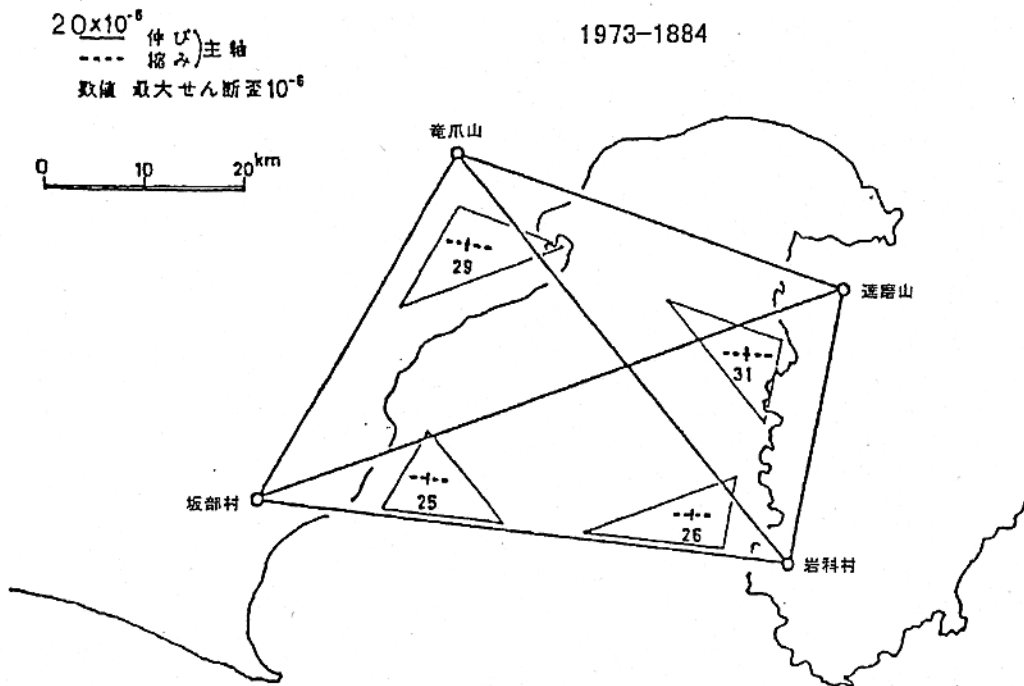 20×10⁻⁶
伸び
縮み)主軸
数値 最大せん断歪10⁻⁶
1973-1884
0 10 20km
竜爪山
達磨山
29
31
坂部村
25
26
岩科村